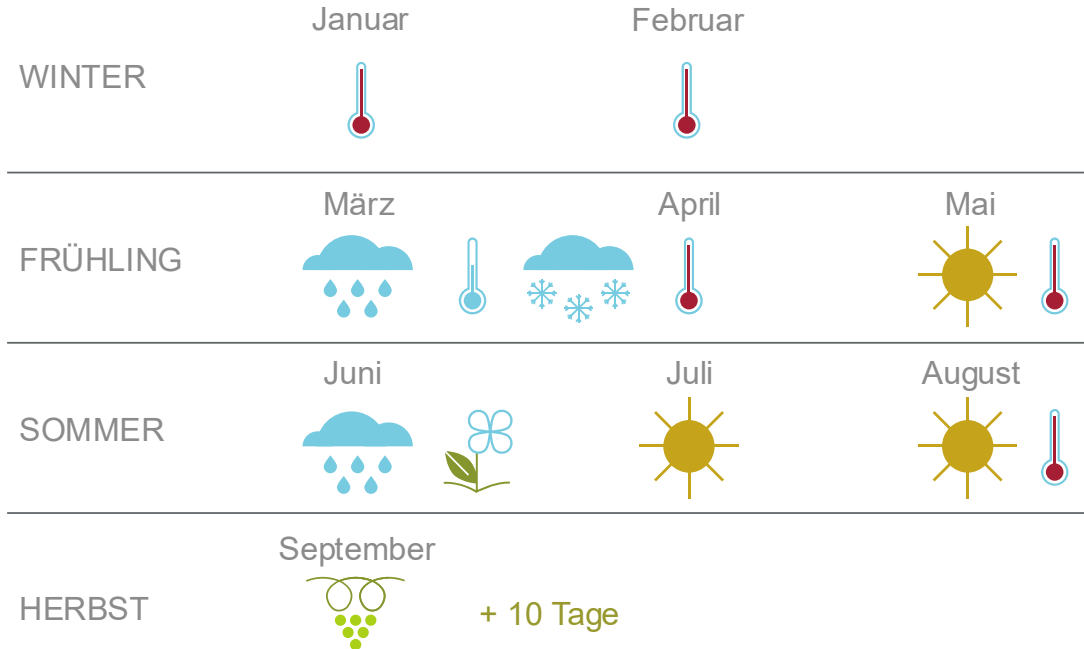 Januar
Februar
WINTER
März
April
Mai
FRÜHLING
Juni
Juli
August
SOMMER
September
HERBST
+ 10 Tage